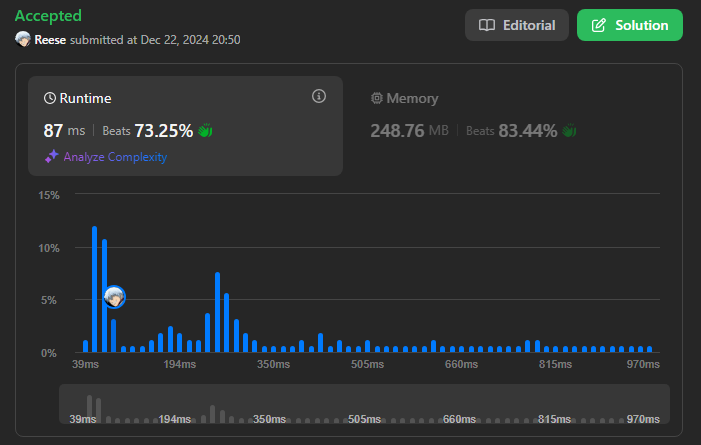 Accepted
Reese submitted at Dec 22, 2024 20:50
Editorial
Solution
Runtime
87 ms | Beats 73.25%
Analyze Complexity
Memory
248.76 MB | Beats 83.44%
15%
10%
5%
0%
39ms 194ms 350ms 505ms 660ms 815ms 970ms
39ms 194ms 350ms 505ms 660ms 815ms 970ms